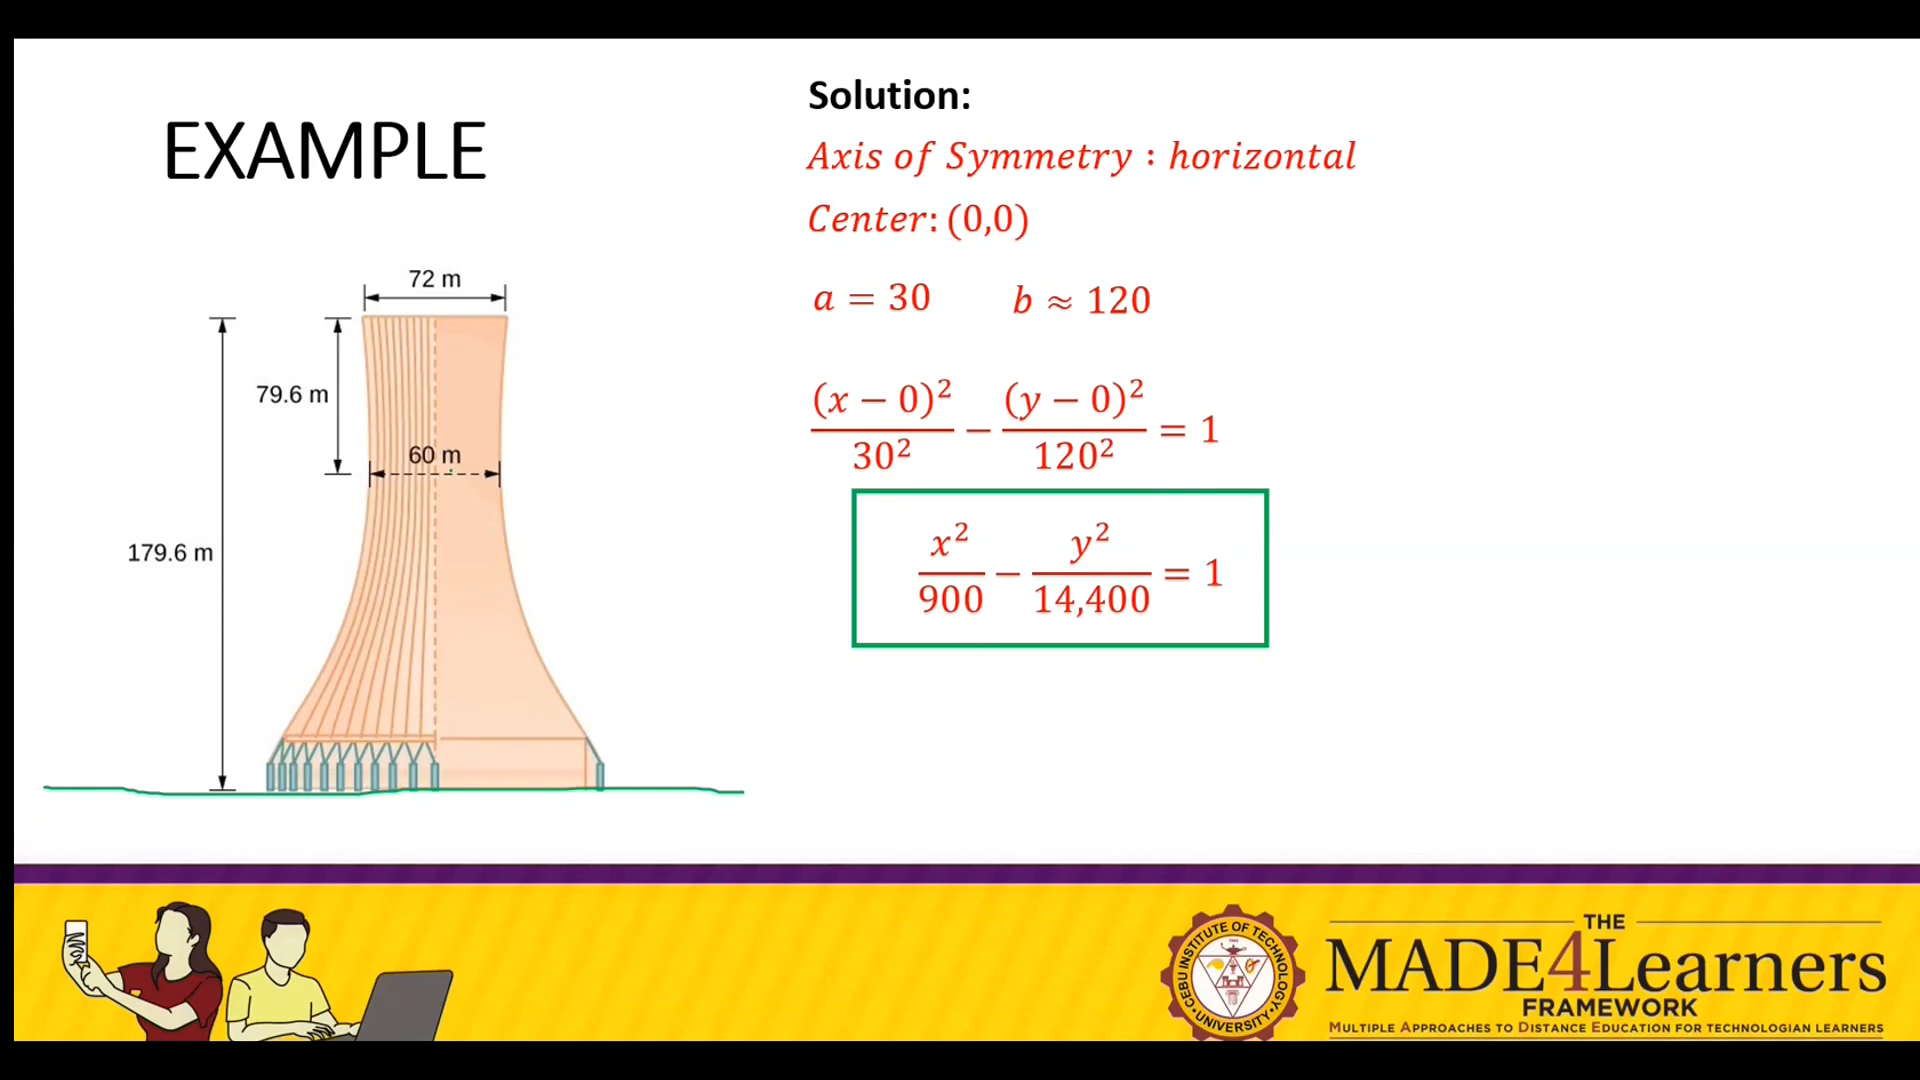 EXAMPLE
72 m
79.6 m
60 m
179.6 m
Solution:
Axis of Symmetry : horizontal
Center: (0,0)
a = 30 b ≈ 120
(x − 0)²/30² − (y − 0)²/120² = 1
x²/900 − y²/14,400 = 1
CEBU INSTITUTE OF TECHNOLOGY
UNIVERSITY
THE
MADE4Learners
FRAMEWORK
MULTIPLE APPROACHES TO DISTANCE EDUCATION FOR TECHNOLOGIAN LEARNERS